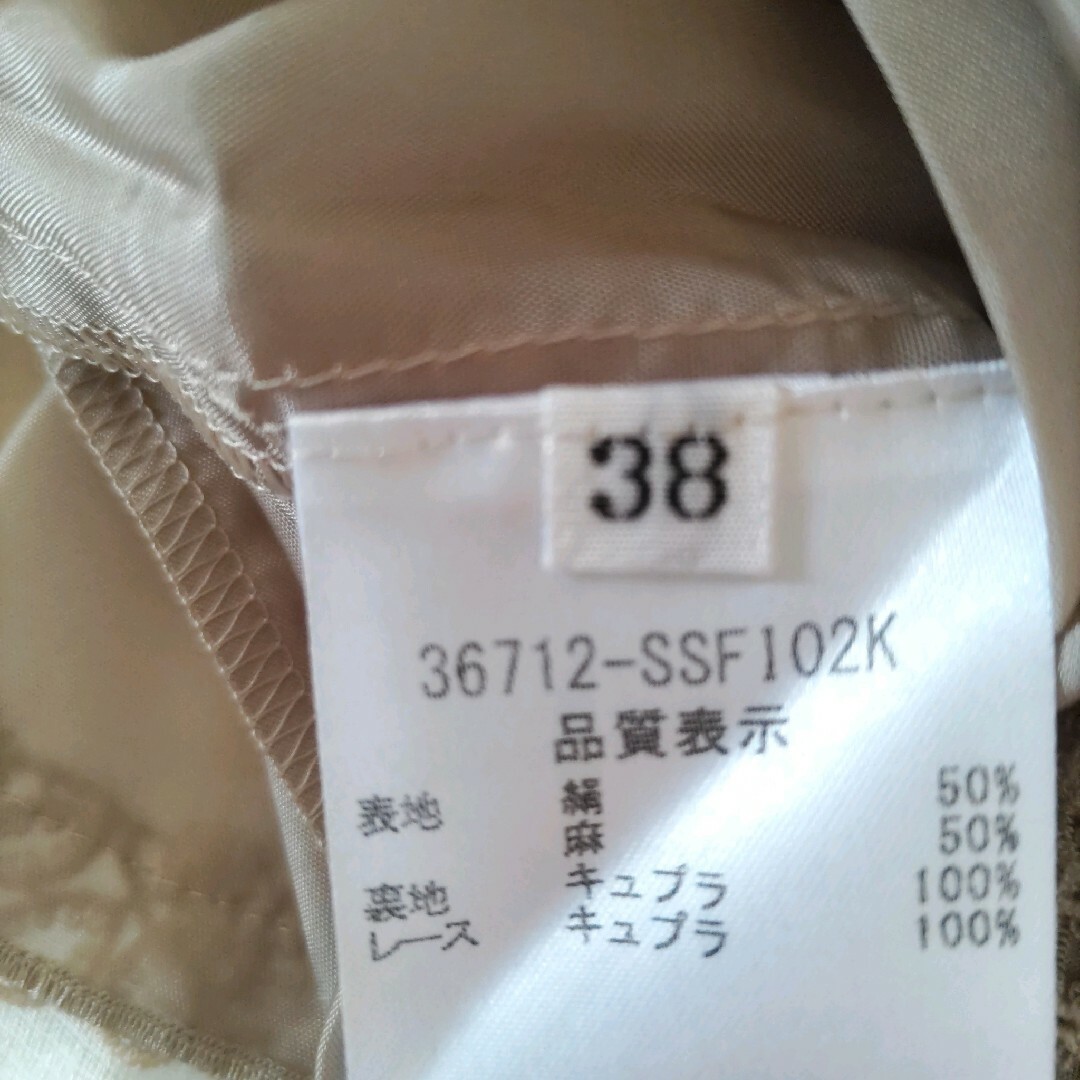 38
36712-SSF102K
品質表示
表地 絹 50%
麻 50%
裏地 キュプラ 100%
レース キュプラ 100%